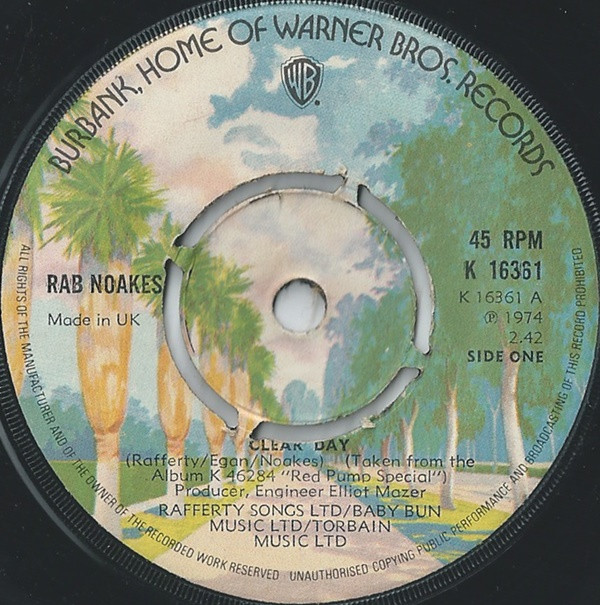 BURBANK, HOME OF WARNER BROS. RECORDS
WB
RAB NOAKES
Made in UK
45 RPM
K 16361
K 16361 A
Ⓟ 1974
2.42
SIDE ONE
CLEAR DAY
(Rafferty/Egan/Noakes) (Taken from the
Album K 46284 "Red Pump Special")
Producer, Engineer Elliot Mazer
RAFFERTY SONGS LTD/BABY BUN
MUSIC LTD/TORBAIN
MUSIC LTD
ALL RIGHTS OF THE MANUFACTURER AND OF THE OWNER OF THE RECORDED WORK RESERVED UNAUTHORISED COPYING PUBLIC PERFORMANCE AND BROADCASTING OF THIS RECORD PROHIBITED